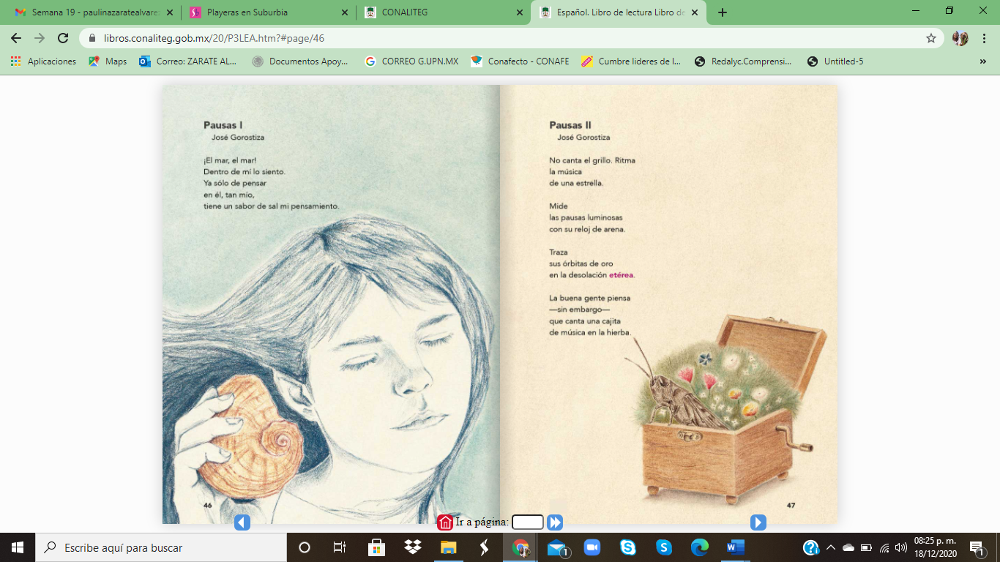 Semana 19 - paulinazaratealvare
Playeras en Suburbia
CONALITEG
Español. Libro de lectura Libro de
libros.conaliteg.gob.mx/20/P3LEA.htm?#page/46
Aplicaciones
Maps
Correo: ZARATE AL...
Documentos Apoy...
CORREO G.UPN.MX
Conafecto - CONAFE
Cumbre lideres de l...
Redalyc.Comprensi...
Untitled-5
»
Pausas I
José Gorostiza
¡El mar, el mar!
Dentro de mí lo siento.
Ya sólo de pensar
en él, tan mío,
tiene un sabor de sal mi pensamiento.
46
Pausas II
José Gorostiza
No canta el grillo. Ritma
la música
de una estrella.
Mide
las pausas luminosas
con su reloj de arena.
Traza
sus órbitas de oro
en la desolación etérea.
La buena gente piensa
—sin embargo—
que canta una cajita
de música en la hierba.
47
Ir a página:
Escribe aquí para buscar
08:25 p. m.
18/12/2020